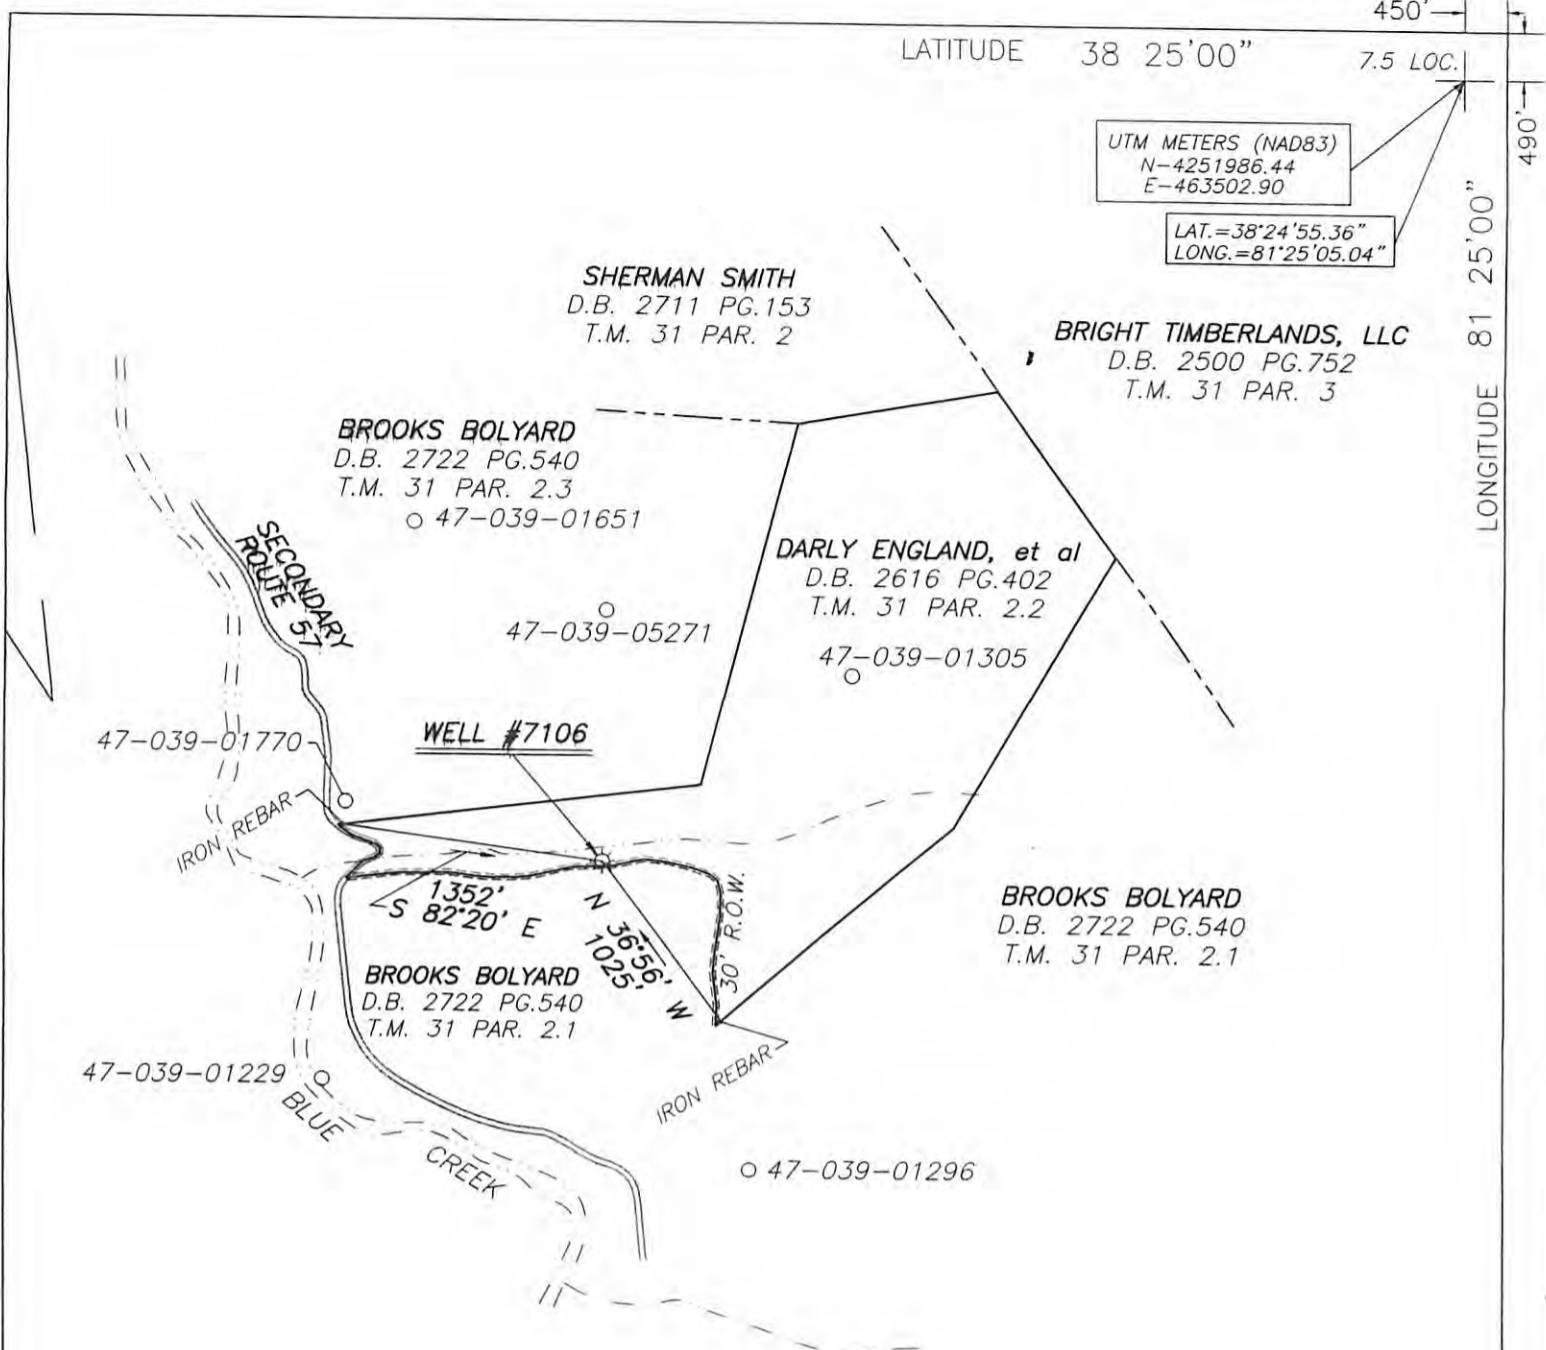 450'
LATITUDE 38 25'00"
7.5 LOC.
490'
UTM METERS (NAD83)
N-4251986.44
E-463502.90
LAT.=38°24'55.36"
LONG.=81°25'05.04"
LONGITUDE 81 25'00"
SHERMAN SMITH
D.B. 2711 PG.153
T.M. 31 PAR. 2
BRIGHT TIMBERLANDS, LLC
D.B. 2500 PG.752
T.M. 31 PAR. 3
BROOKS BOLYARD
D.B. 2722 PG.540
T.M. 31 PAR. 2.3
47-039-01651
SECONDARY
ROUTE 57
DARLY ENGLAND, et al
D.B. 2616 PG.402
T.M. 31 PAR. 2.2
47-039-05271
47-039-01305
WELL #7106
47-039-01770
IRON REBAR
1352'
S 82°20' E
N 36°56' W
1025'
30' R.O.W.
BROOKS BOLYARD
D.B. 2722 PG.540
T.M. 31 PAR. 2.1
BROOKS BOLYARD
D.B. 2722 PG.540
T.M. 31 PAR. 2.1
IRON REBAR
47-039-01229
BLUE
CREEK
47-039-01296